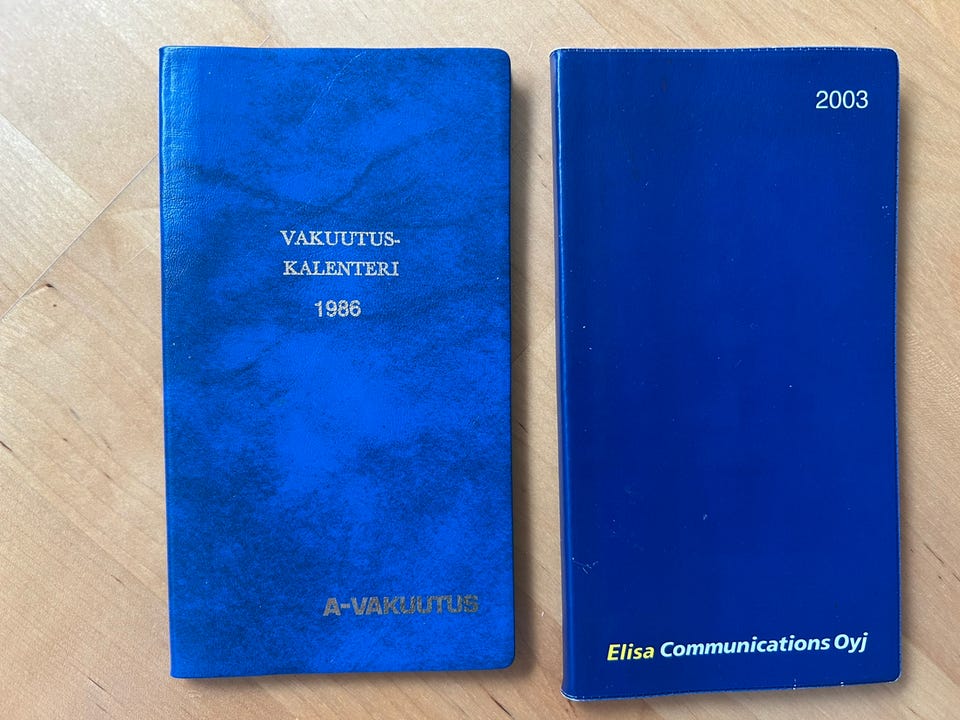 VAKUUTUS-
KALENTERI
1986
A-VAKUUTUS
2003
Elisa Communications Oyj